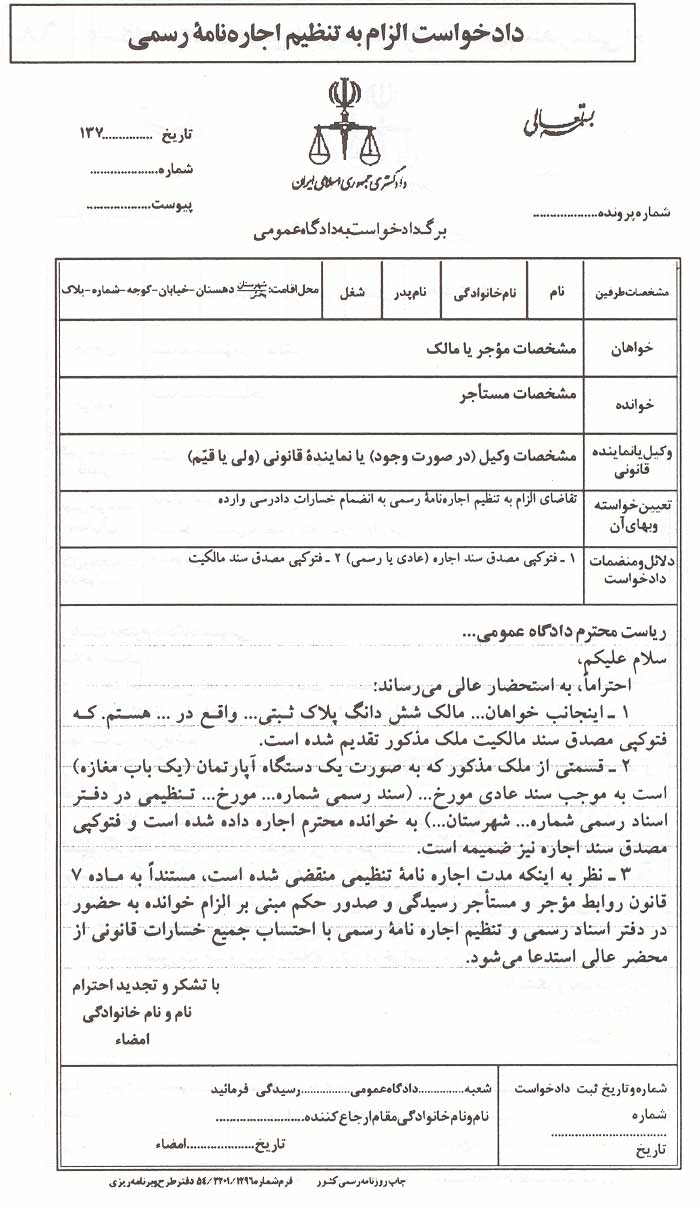 دادخواست الزام به تنظیم اجاره‌نامهٔ رسمی
بسمه تعالی
دادگستری جمهوری اسلامی ایران
تاریخ ..............۱۳۷
شماره....................
پیوست...................
شماره پرونده...................
برگ دادخواست به دادگاه عمومی
مشخصات طرفین نام نام خانوادگی نام پدر شغل محل اقامت: شهرستان بخش دهستان-خیابان-کوچه-شماره-پلاک
خواهان مشخصات مؤجر یا مالک
خوانده مشخصات مستأجر
وکیل یا نماینده قانونی مشخصات وکیل (در صورت وجود) یا نمایندهٔ قانونی (ولی یا قیّم)
تعیین خواسته وبهای آن تقاضای الزام به تنظیم اجاره‌نامهٔ رسمی به انضمام خسارات دادرسی وارده
دلائل و منضمات دادخواست ۱ ـ فتوکپی مصدق سند اجاره (عادی یا رسمی) ۲ ـ فتوکپی مصدق سند مالکیت
ریاست محترم دادگاه عمومی...
سلام علیکم،
احتراماً، به استحضار عالی می‌رساند:
۱ ـ اینجانب خواهان... مالک شش دانگ پلاک ثبتی... واقع در ... هستم. که
فتوکپی مصدق سند مالکیت ملک مذکور تقدیم شده است.
۲ ـ قسمتی از ملک مذکور که به صورت یک دستگاه آپارتمان (یک باب مغازه)
است به موجب سند عادی مورخ... (سند رسمی شماره... مورخ... تنظیمی در دفتر
اسناد رسمی شماره... شهرستان...) به خوانده محترم اجاره داده شده است و فتوکپی
مصدق سند اجاره نیز ضمیمه است.
۳ ـ نظر به اینکه مدت اجاره نامهٔ تنظیمی منقضی شده است، مستنداً به ماده ۷
قانون روابط مؤجر و مستأجر رسیدگی و صدور حکم مبنی بر الزام خوانده به حضور
در دفتر اسناد رسمی و تنظیم اجاره نامهٔ رسمی با احتساب جمیع خسارات قانونی از
محضر عالی استدعا می‌شود.
با تشکر و تجدید احترام
نام و نام خانوادگی
امضاء
شماره و تاریخ ثبت دادخواست
شماره
..............................
تاریخ
شعبه..............دادگاه عمومی...............رسیدگی فرمائید
نام و نام خانوادگی مقام ارجاع کننده.........................
تاریخ....................امضاء
چاپ روزنامه رسمی کشور فرم شماره ۵۴/۳۲۰۱/۱۲۹۶ دفتر طرح و برنامه ریزی